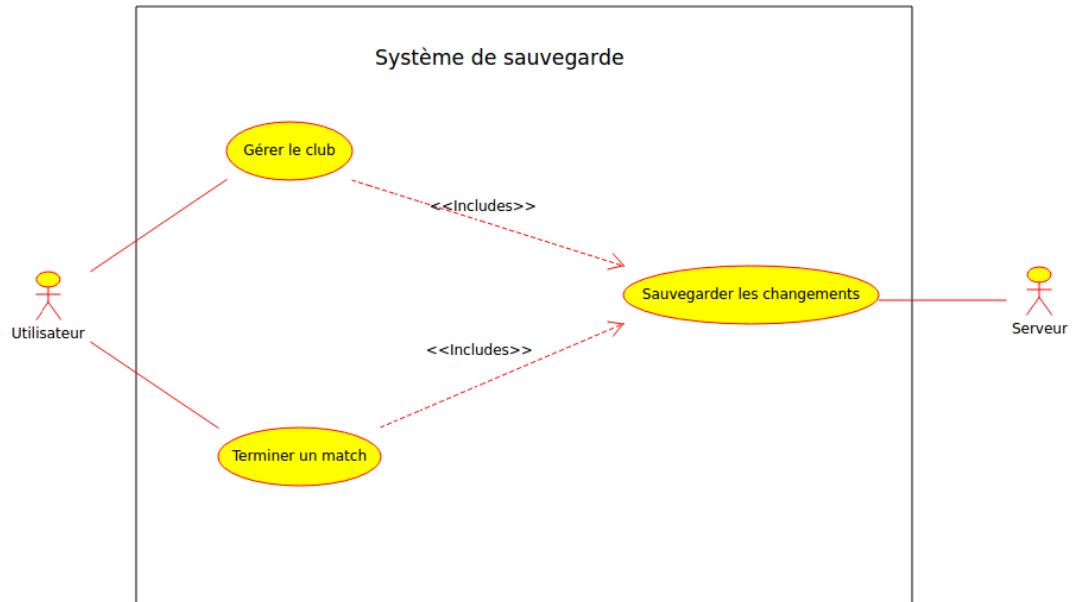 Système de sauvegarde
Gérer le club
<<Includes>>
Sauvegarder les changements
Utilisateur
Serveur
<<Includes>>
Terminer un match